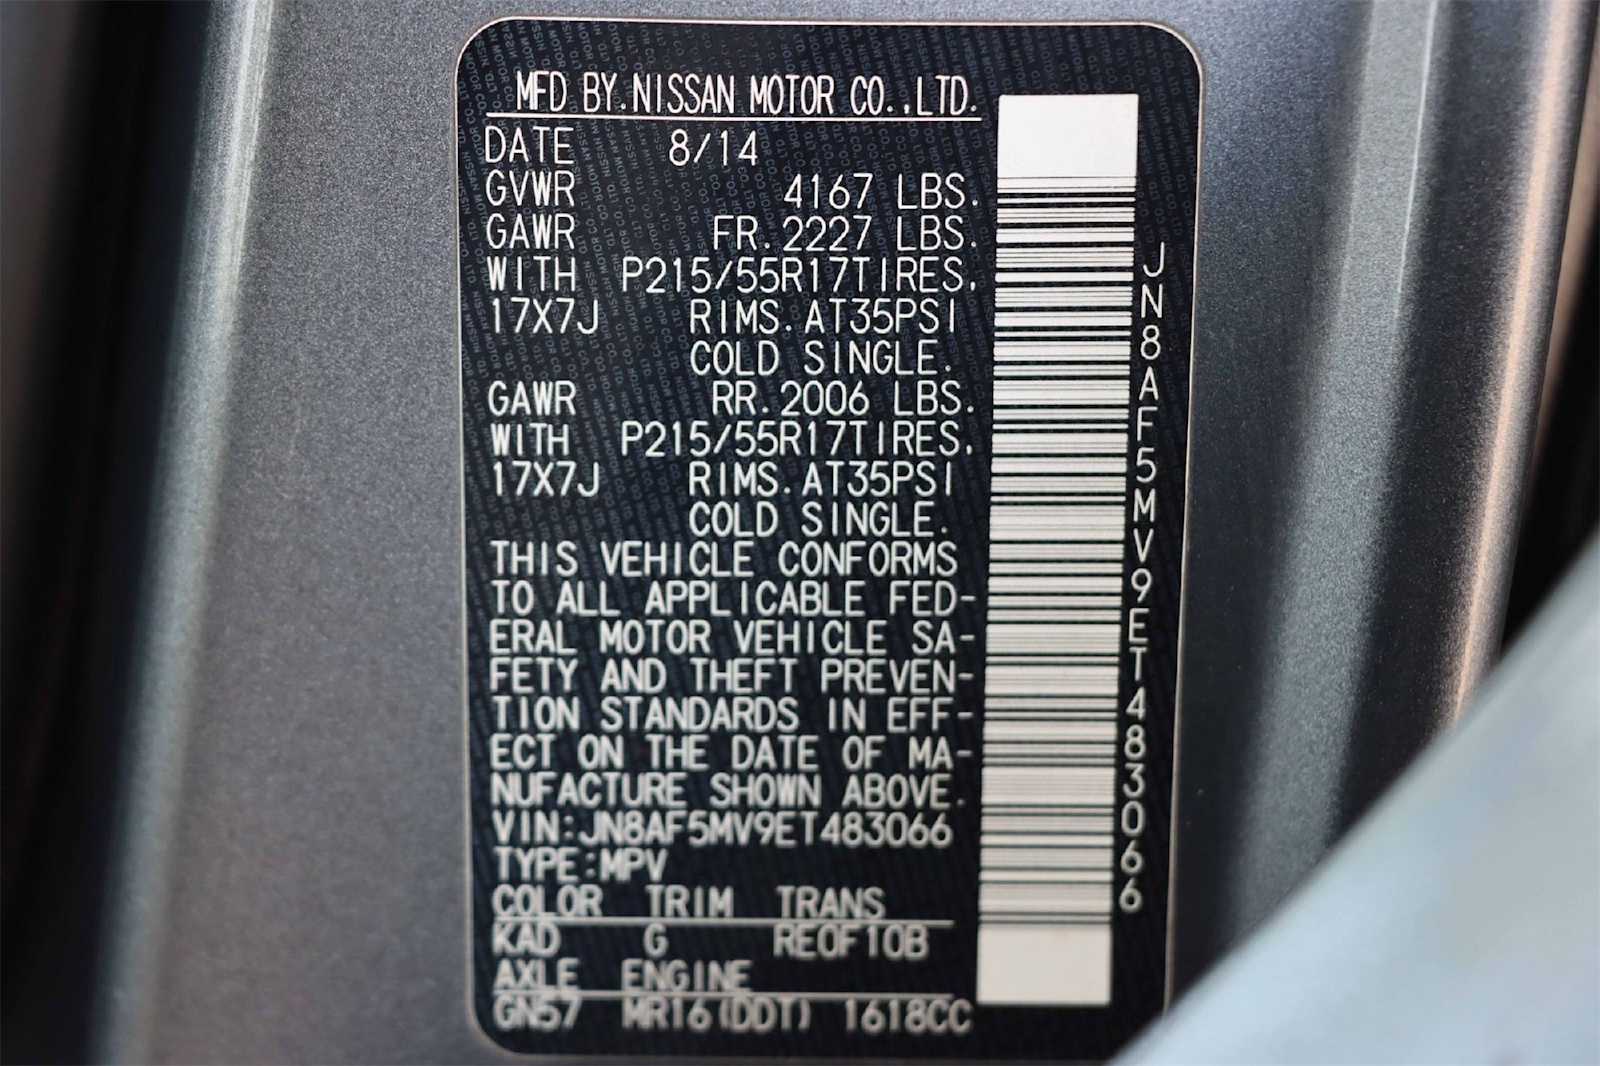 MFD BY.NISSAN MOTOR CO.,LTD.
DATE 8/14
GVWR 4167 LBS.
GAWR FR.2227 LBS.
WITH P215/55R17TIRES.
17X7J RIMS.AT35PSI
COLD SINGLE.
GAWR RR.2006 LBS.
WITH P215/55R17TIRES.
17X7J RIMS.AT35PSI
COLD SINGLE.
THIS VEHICLE CONFORMS
TO ALL APPLICABLE FED-
ERAL MOTOR VEHICLE SA-
FETY AND THEFT PREVEN-
TION STANDARDS IN EFF-
ECT ON THE DATE OF MA-
NUFACTURE SHOWN ABOVE.
VIN:JN8AF5MV9ET483066
TYPE:MPV
COLOR TRIM TRANS
KAD G RE0F10B
AXLE ENGINE
GN57 MR16(DDT) 1618CC
JN8AF5MV9ET483066